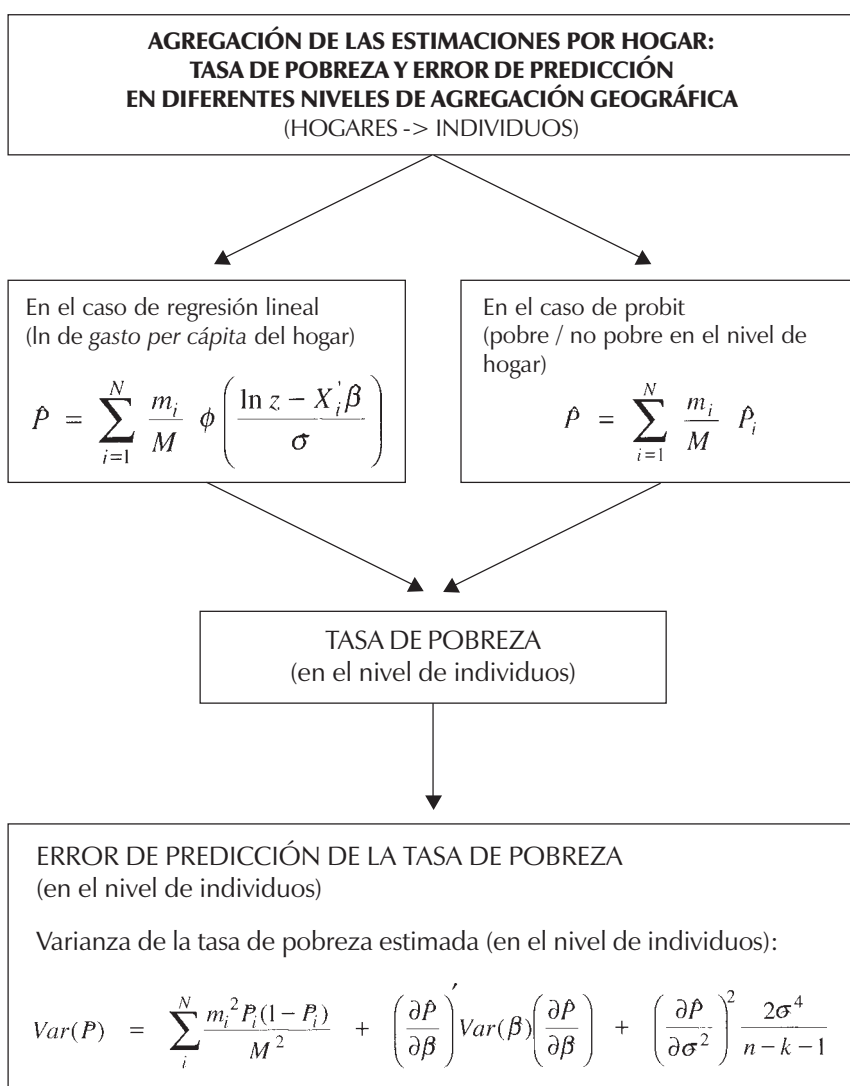 AGREGACIÓN DE LAS ESTIMACIONES POR HOGAR:
TASA DE POBREZA Y ERROR DE PREDICCIÓN
EN DIFERENTES NIVELES DE AGREGACIÓN GEOGRÁFICA
(HOGARES -> INDIVIDUOS)
En el caso de regresión lineal
(ln de gasto per cápita del hogar)
P̂ = ∑_{i=1}^{N} m_i/M ϕ((ln z − X_i'β̂)/σ)
En el caso de probit
(pobre / no pobre en el nivel de
hogar)
P̂ = ∑_{i=1}^{N} m_i/M P̂_i
TASA DE POBREZA
(en el nivel de individuos)
ERROR DE PREDICCIÓN DE LA TASA DE POBREZA
(en el nivel de individuos)
Varianza de la tasa de pobreza estimada (en el nivel de individuos):
Var(P) = ∑_{i}^{N} m_i² P_i(1 − P_i)/M² + (∂P̂/∂β)' Var(β)(∂P̂/∂β) + (∂P̂/∂σ²)² 2σ⁴/(n − k − 1)